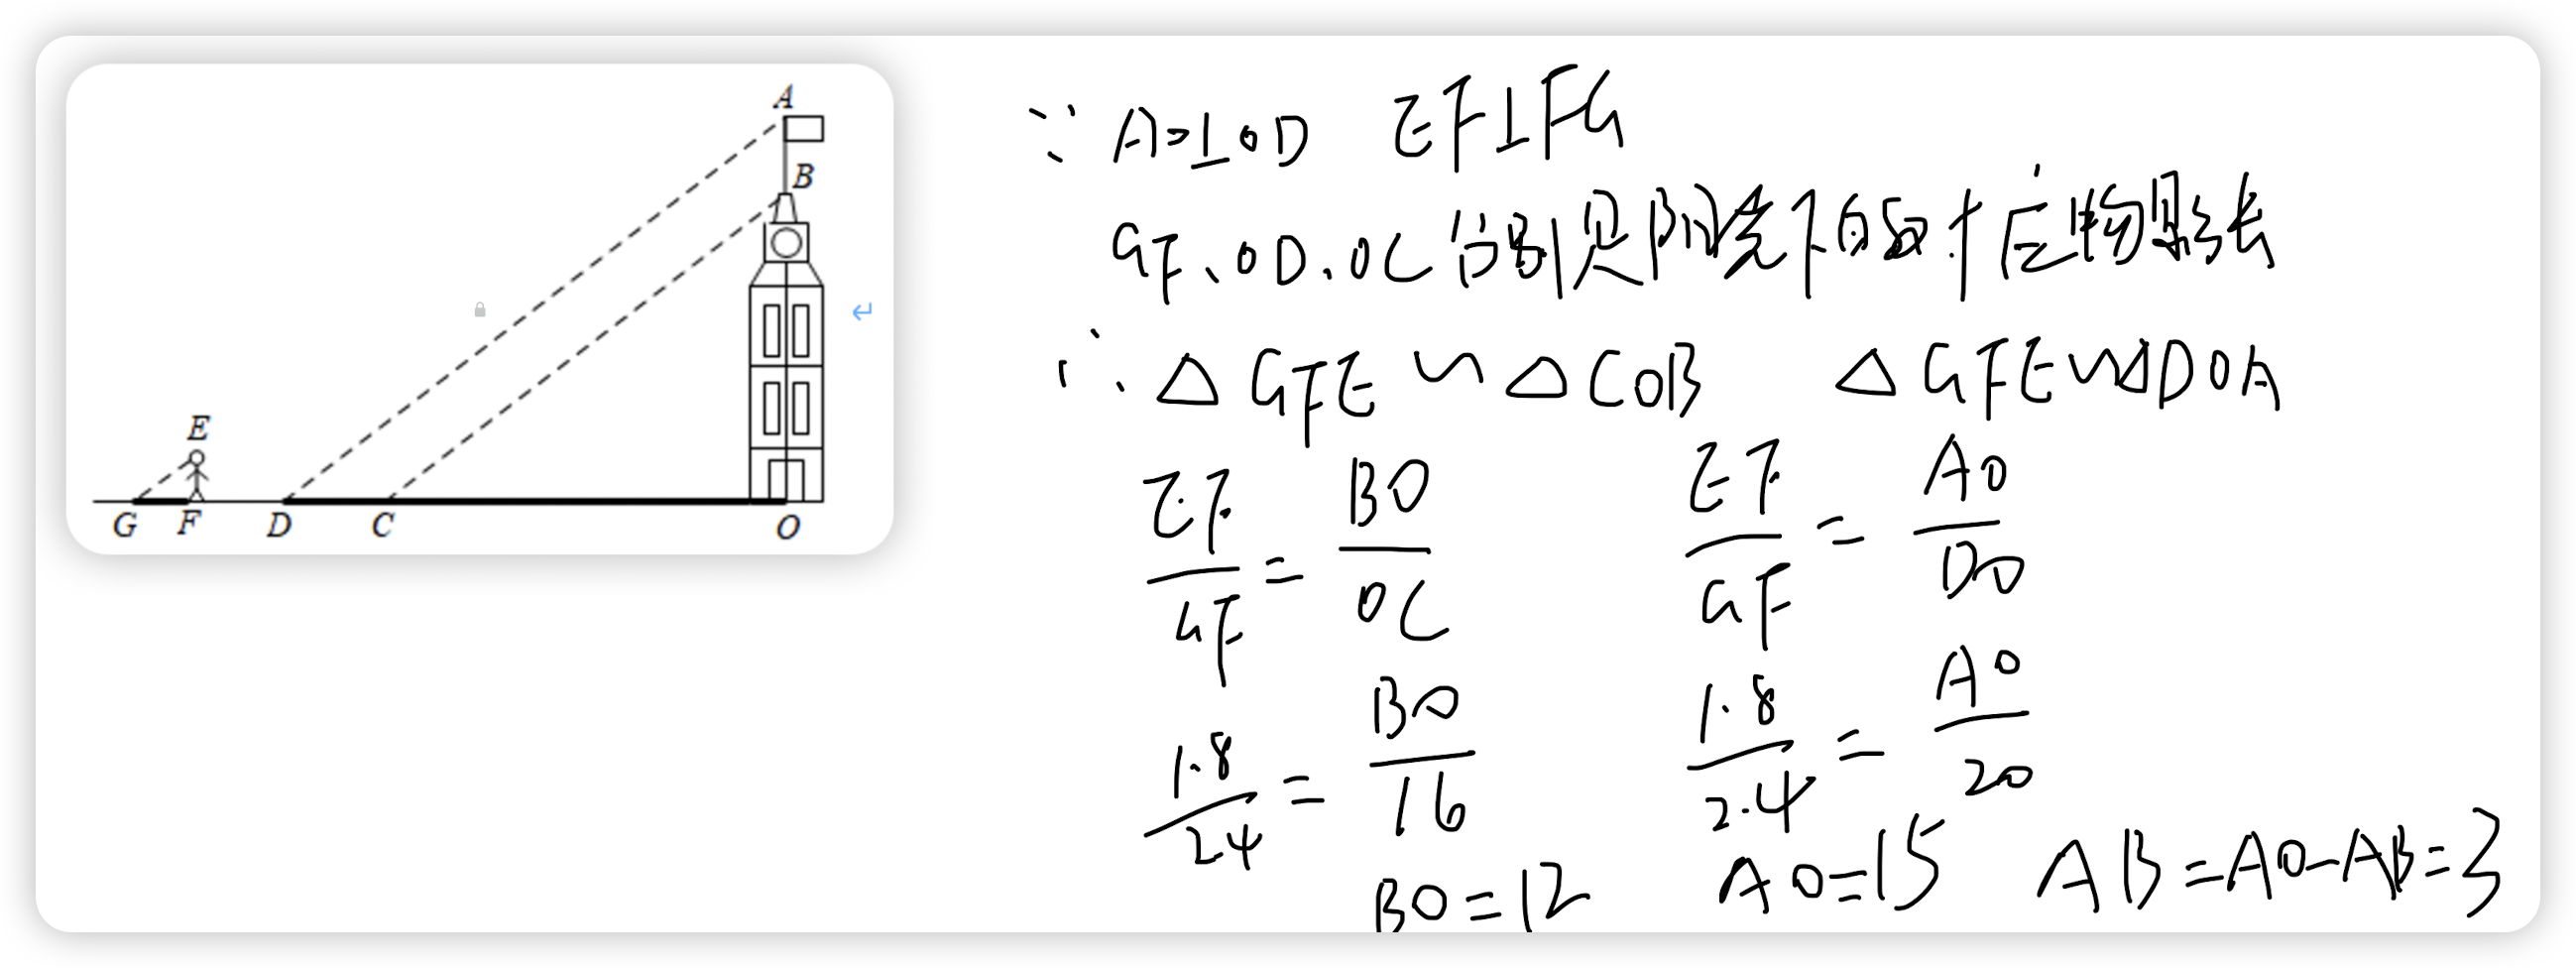 A
B
E
G F D C O
∵ AO⊥OD EF⊥FG
GF、OD、OC分别是阳光下的对应物影长
∴ △GFE∽△COB △GFE∽△DOA
EF/GF = BO/OC EF/GF = AO/DO
1.8/2.4 = BO/16 1.8/2.4 = AO/20
BO=12 AO=15 AB=AO-AB=3